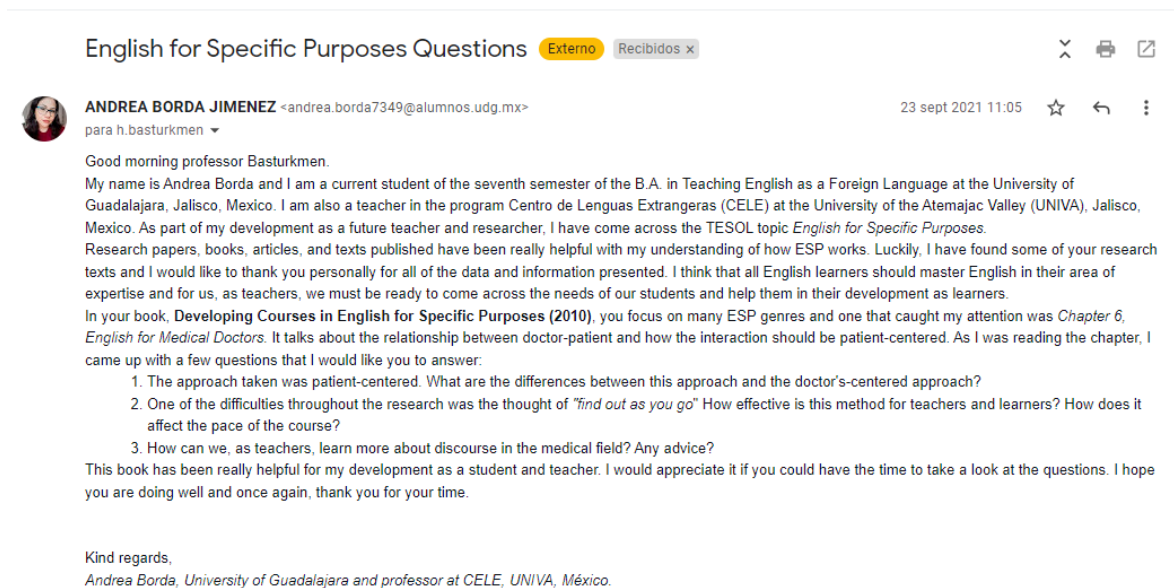 English for Specific Purposes Questions Externo Recibidos x
ANDREA BORDA JIMENEZ <andrea.borda7349@alumnos.udg.mx> 23 sept 2021 11:05
para h.basturkmen
Good morning professor Basturkmen.
My name is Andrea Borda and I am a current student of the seventh semester of the B.A. in Teaching English as a Foreign Language at the University of
Guadalajara, Jalisco, Mexico. I am also a teacher in the program Centro de Lenguas Extrangeras (CELE) at the University of the Atemajac Valley (UNIVA), Jalisco,
Mexico. As part of my development as a future teacher and researcher, I have come across the TESOL topic English for Specific Purposes.
Research papers, books, articles, and texts published have been really helpful with my understanding of how ESP works. Luckily, I have found some of your research
texts and I would like to thank you personally for all of the data and information presented. I think that all English learners should master English in their area of
expertise and for us, as teachers, we must be ready to come across the needs of our students and help them in their development as learners.
In your book, Developing Courses in English for Specific Purposes (2010), you focus on many ESP genres and one that caught my attention was Chapter 6,
English for Medical Doctors. It talks about the relationship between doctor-patient and how the interaction should be patient-centered. As I was reading the chapter, I
came up with a few questions that I would like you to answer:
1. The approach taken was patient-centered. What are the differences between this approach and the doctor's-centered approach?
2. One of the difficulties throughout the research was the thought of "find out as you go" How effective is this method for teachers and learners? How does it
affect the pace of the course?
3. How can we, as teachers, learn more about discourse in the medical field? Any advice?
This book has been really helpful for my development as a student and teacher. I would appreciate it if you could have the time to take a look at the questions. I hope
you are doing well and once again, thank you for your time.
Kind regards,
Andrea Borda, University of Guadalajara and professor at CELE, UNIVA, México.